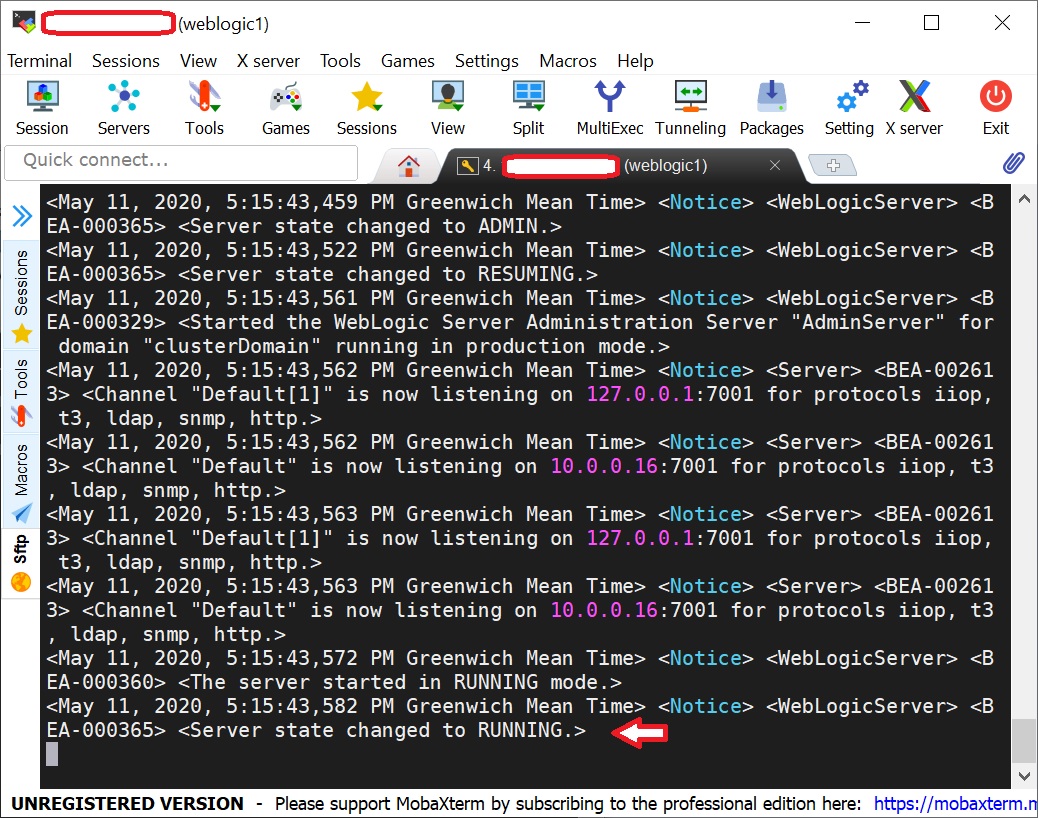 (weblogic1)
Terminal Sessions View X server Tools Games Settings Macros Help
Session Servers Tools Games Sessions View Split MultiExec Tunneling Packages Setting X server Exit
Quick connect...
4. (weblogic1)
Sessions
Tools
Macros
Sftp
<May 11, 2020, 5:15:43,459 PM Greenwich Mean Time> <Notice> <WebLogicServer> <B
EA-000365> <Server state changed to ADMIN.>
<May 11, 2020, 5:15:43,522 PM Greenwich Mean Time> <Notice> <WebLogicServer> <B
EA-000365> <Server state changed to RESUMING.>
<May 11, 2020, 5:15:43,561 PM Greenwich Mean Time> <Notice> <WebLogicServer> <B
EA-000329> <Started the WebLogic Server Administration Server "AdminServer" for
domain "clusterDomain" running in production mode.>
<May 11, 2020, 5:15:43,562 PM Greenwich Mean Time> <Notice> <Server> <BEA-00261
3> <Channel "Default[1]" is now listening on 127.0.0.1:7001 for protocols iiop,
t3, ldap, snmp, http.>
<May 11, 2020, 5:15:43,562 PM Greenwich Mean Time> <Notice> <Server> <BEA-00261
3> <Channel "Default" is now listening on 10.0.0.16:7001 for protocols iiop, t3
, ldap, snmp, http.>
<May 11, 2020, 5:15:43,563 PM Greenwich Mean Time> <Notice> <Server> <BEA-00261
3> <Channel "Default[1]" is now listening on 127.0.0.1:7001 for protocols iiop,
t3, ldap, snmp, http.>
<May 11, 2020, 5:15:43,563 PM Greenwich Mean Time> <Notice> <Server> <BEA-00261
3> <Channel "Default" is now listening on 10.0.0.16:7001 for protocols iiop, t3
, ldap, snmp, http.>
<May 11, 2020, 5:15:43,572 PM Greenwich Mean Time> <Notice> <WebLogicServer> <B
EA-000360> <The server started in RUNNING mode.>
<May 11, 2020, 5:15:43,582 PM Greenwich Mean Time> <Notice> <WebLogicServer> <B
EA-000365> <Server state changed to RUNNING.>
UNREGISTERED VERSION - Please support MobaXterm by subscribing to the professional edition here: https://mobaxterm.m